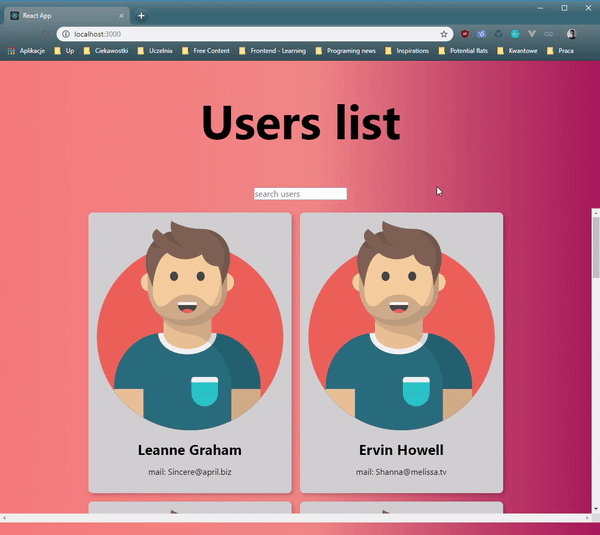 React App
localhost:3000
Aplikacje Up Ciekawostki Uczelnia Free Content Frontend - Learning Programing news Inspirations Potential flats Kwantowe Praca
Users list
search users
Leanne Graham
mail: Sincere@april.biz
Ervin Howell
mail: Shanna@melissa.tv